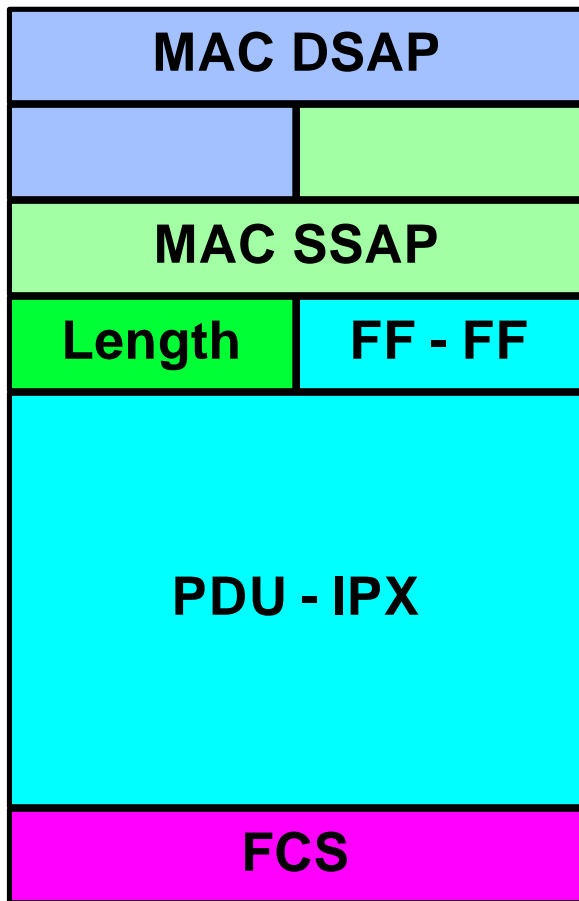 MAC DSAP
MAC SSAP
Length
FF - FF
PDU - IPX
FCS